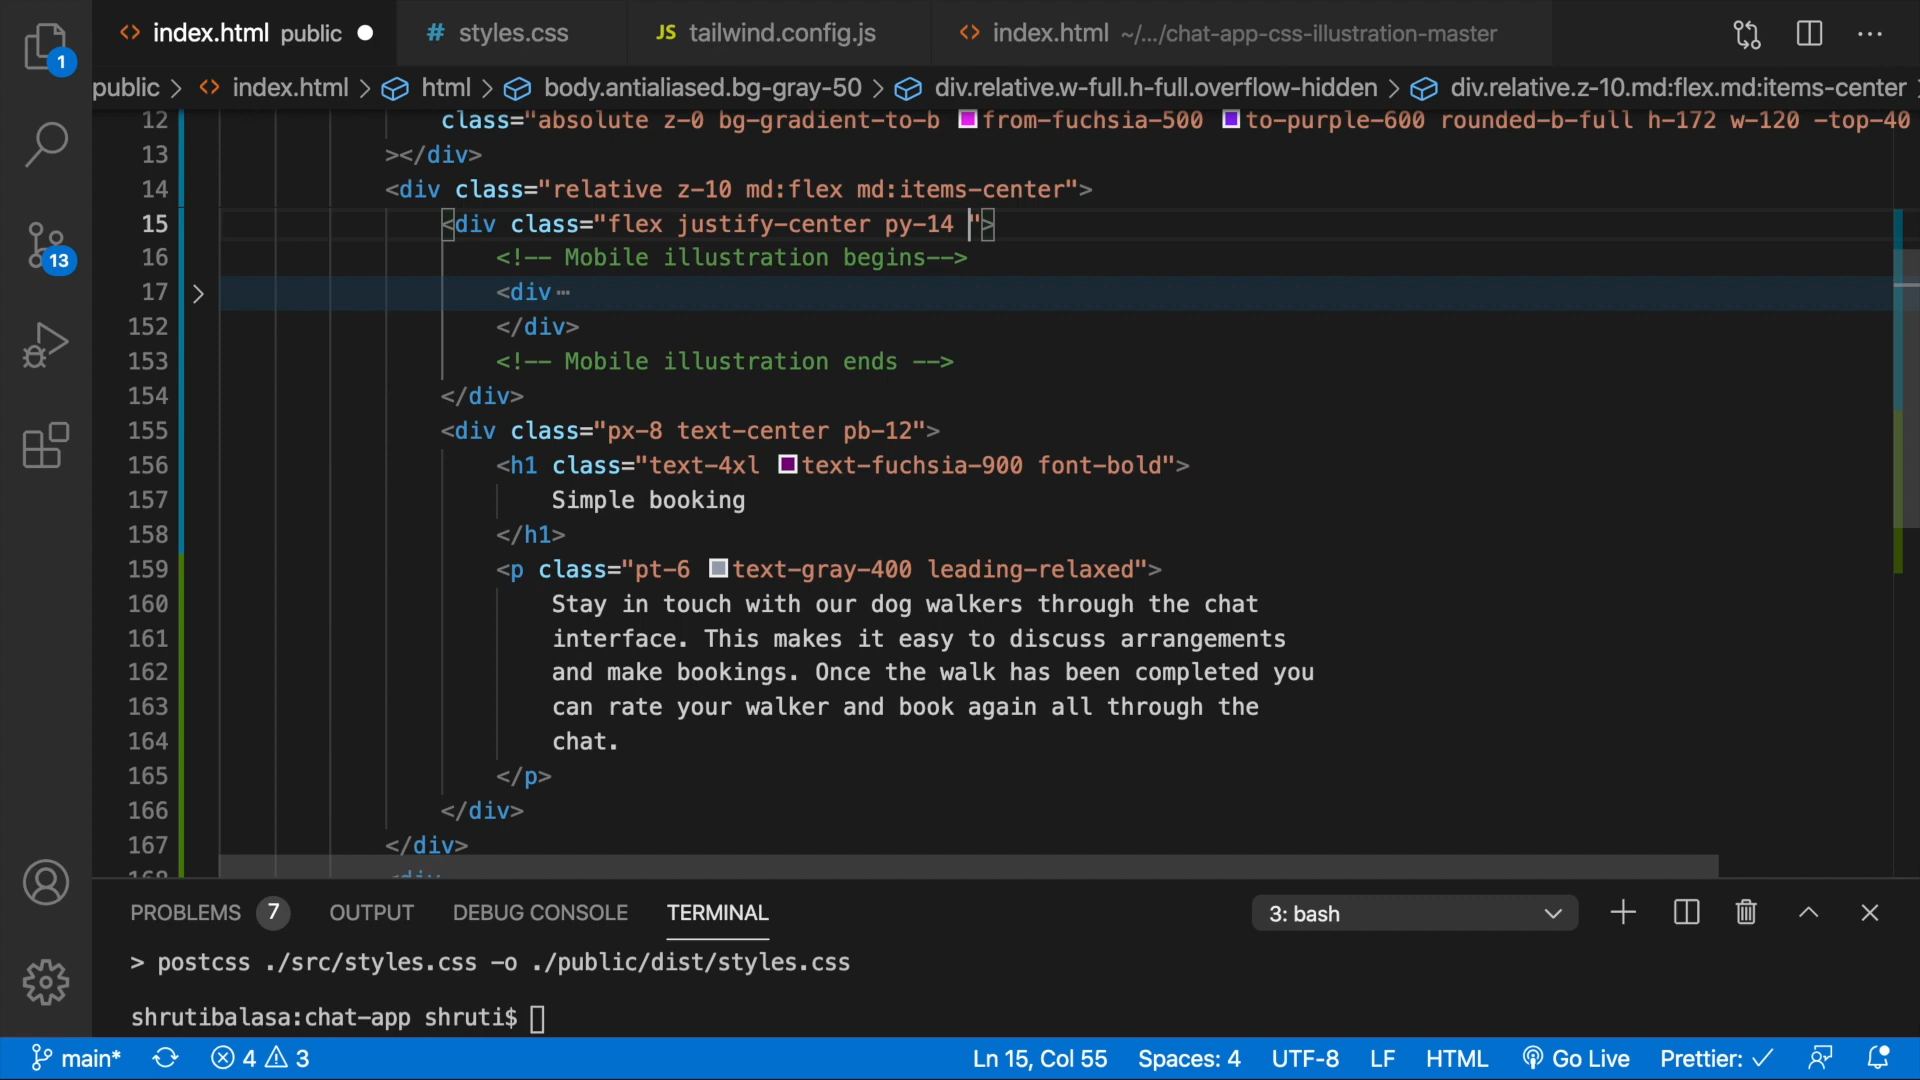 1
13
<> index.html public
# styles.css
JS tailwind.config.js
<> index.html ~/.../chat-app-css-illustration-master
public > <> index.html > html > body.antialiased.bg-gray-50 > div.relative.w-full.h-full.overflow-hidden > div.relative.z-10.md:flex.md:items-center >
12 class="absolute z-0 bg-gradient-to-b from-fuchsia-500 to-purple-600 rounded-b-full h-172 w-120 -top-40
13 ></div>
14 <div class="relative z-10 md:flex md:items-center">
15 <div class="flex justify-center py-14 ">
16 <!-- Mobile illustration begins-->
17 <div⋯
152 </div>
153 <!-- Mobile illustration ends -->
154 </div>
155 <div class="px-8 text-center pb-12">
156 <h1 class="text-4xl text-fuchsia-900 font-bold">
157 Simple booking
158 </h1>
159 <p class="pt-6 text-gray-400 leading-relaxed">
160 Stay in touch with our dog walkers through the chat
161 interface. This makes it easy to discuss arrangements
162 and make bookings. Once the walk has been completed you
163 can rate your walker and book again all through the
164 chat.
165 </p>
166 </div>
167 </div>
168 <div
PROBLEMS 7 OUTPUT DEBUG CONSOLE TERMINAL 3: bash
> postcss ./src/styles.css -o ./public/dist/styles.css
shrutibalasa:chat-app shruti$
main* 4 3 Ln 15, Col 55 Spaces: 4 UTF-8 LF HTML Go Live Prettier: ✓